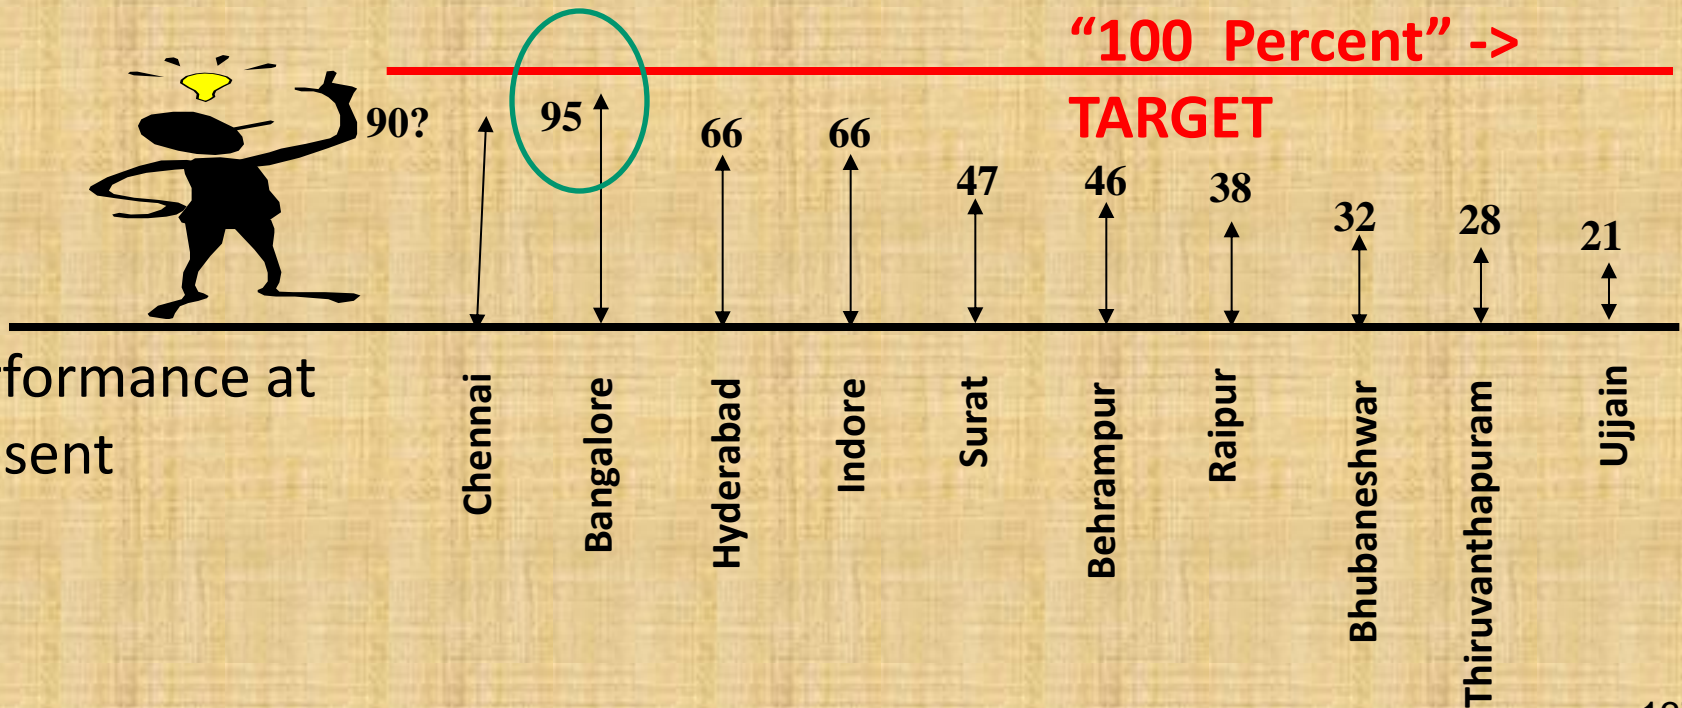 “100 Percent” ->
TARGET
90?
95
66
66
47
46
38
32
28
21
rformance at
sent
Chennai
Bangalore
Hyderabad
Indore
Surat
Behrampur
Raipur
Bhubaneshwar
Thiruvanthapuram
Ujjain